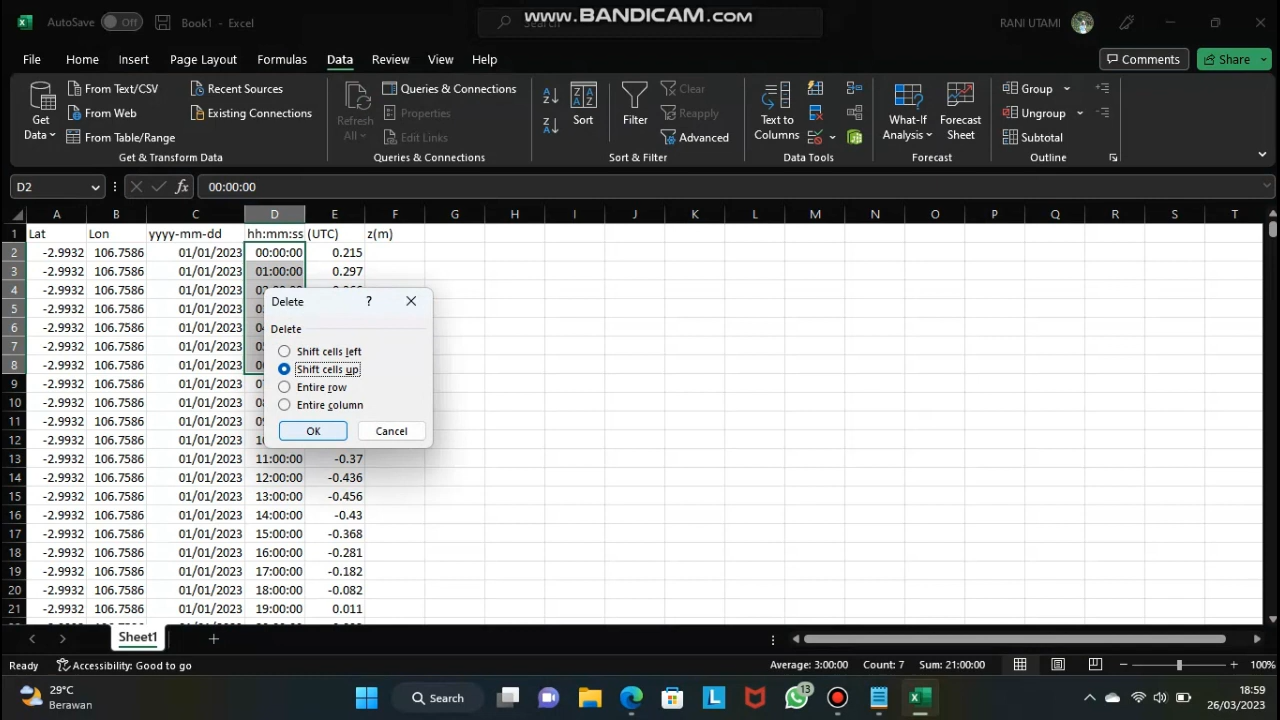 AutoSave Off Book1 - Excel Search WWW.BANDICAM.COM RANI UTAMI
File Home Insert Draw Page Layout Formulas Data Review View Help Comments Share
Get Data From Text/CSV From Web From Table/Range Recent Sources Existing Connections
Refresh All Queries & Connections Properties Edit Links
Sort Filter Clear Reapply Advanced
Text to Columns What-If Analysis Forecast Sheet Group Ungroup Subtotal
Get & Transform Data Queries & Connections Sort & Filter Data Tools Forecast Outline
D2 fx 00:00:00
A B C D E F G H I J K L M N O P Q R S T
1 Lat Lon yyyy-mm-dd hh:mm:ss (UTC) z(m)
2 -2.9932 106.7586 01/01/2023 00:00:00 0.215
3 -2.9932 106.7586 01/01/2023 01:00:00 0.297
4 -2.9932 106.7586 01/01/2023
5 -2.9932 106.7586 01/01/2023
6 -2.9932 106.7586 01/01/2023
7 -2.9932 106.7586 01/01/2023
8 -2.9932 106.7586 01/01/2023
9 -2.9932 106.7586 01/01/2023
10 -2.9932 106.7586 01/01/2023
11 -2.9932 106.7586 01/01/2023
12 -2.9932 106.7586 01/01/2023
13 -2.9932 106.7586 01/01/2023 11:00:00 -0.37
14 -2.9932 106.7586 01/01/2023 12:00:00 -0.436
15 -2.9932 106.7586 01/01/2023 13:00:00 -0.456
16 -2.9932 106.7586 01/01/2023 14:00:00 -0.43
17 -2.9932 106.7586 01/01/2023 15:00:00 -0.368
18 -2.9932 106.7586 01/01/2023 16:00:00 -0.281
19 -2.9932 106.7586 01/01/2023 17:00:00 -0.182
20 -2.9932 106.7586 01/01/2023 18:00:00 -0.082
21 -2.9932 106.7586 01/01/2023 19:00:00 0.011
Delete ?
Delete
Shift cells left
Shift cells up
Entire row
Entire column
OK Cancel
Sheet1
Ready Accessibility: Good to go Average: 3:00:00 Count: 7 Sum: 21:00:00 100%
29°C
Berawan
Search
13
18:59
26/03/2023